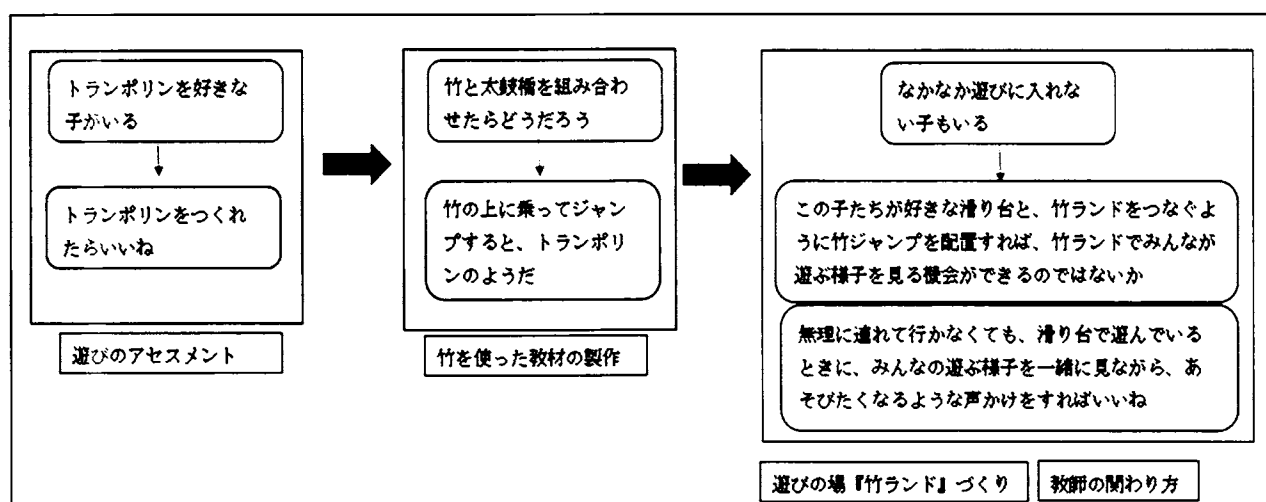 トランポリンを好きな
子がいる
トランポリンをつくれ
たらいいね
遊びのアセスメント
竹と太鼓橋を組み合わ
せたらどうだろう
竹の上に乗ってジャン
プすると、トランポリ
ンのようだ
竹を使った教材の製作
なかなか遊びに入れな
い子もいる
この子たちが好きな滑り台と、竹ランドをつなぐよ
うに竹ジャンプを配置すれば、竹ランドでみんなが
遊ぶ様子を見る機会ができるのではないか
無理に連れて行かなくても、滑り台で遊んでいる
ときに、みんなの遊ぶ様子を一緒に見ながら、あ
そびたくなるような声かけをすればいいね
遊びの場『竹ランド』づくり
教師の関わり方